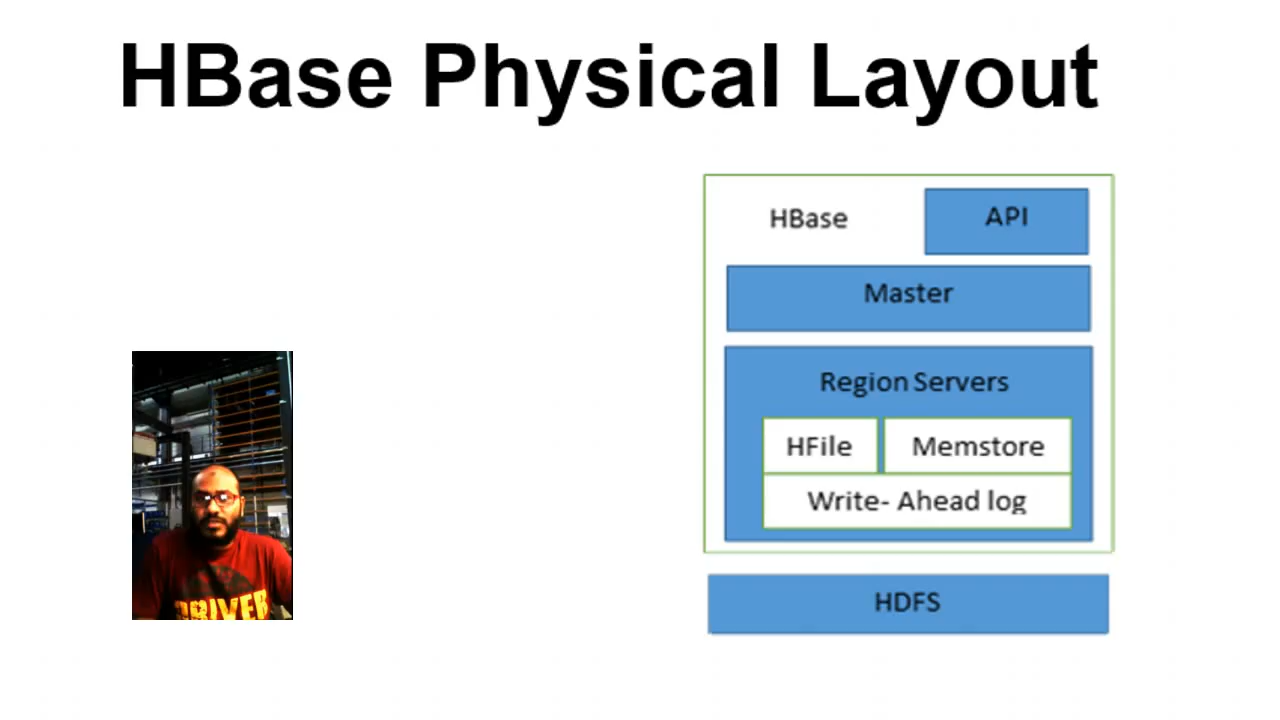 HBase Physical Layout
HBase
API
Master
Region Servers
HFile
Memstore
Write- Ahead log
HDFS
DRIVER